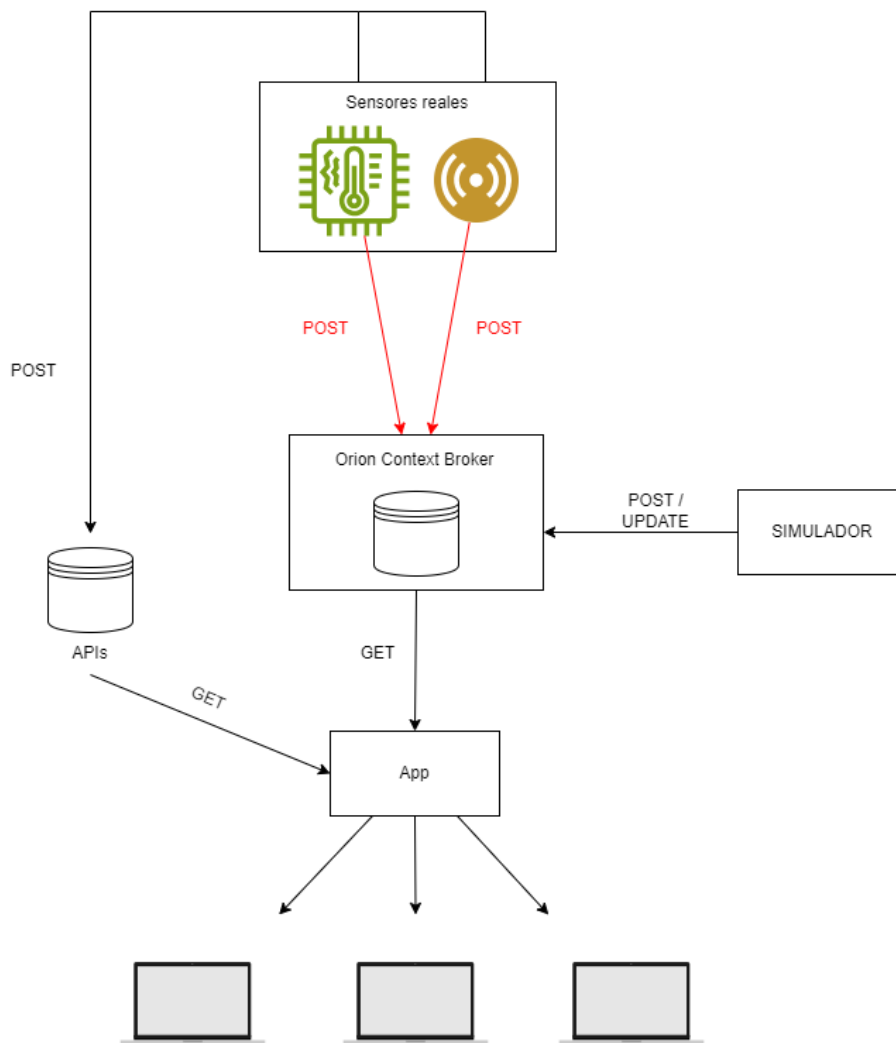 Sensores reales
POST
POST
POST
Orion Context Broker
POST /
UPDATE
SIMULADOR
APIs
GET
GET
App